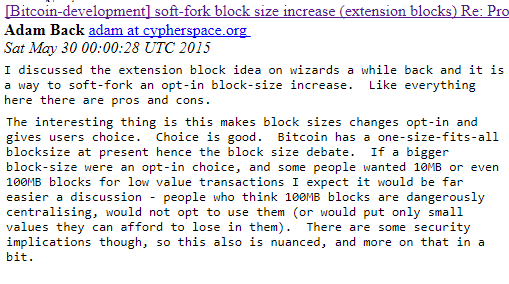 [Bitcoin-development] soft-fork block size increase (extension blocks) Re: Pro
Adam Back adam at cypherspace.org
Sat May 30 00:00:28 UTC 2015
I discussed the extension block idea on wizards a while back and it is
a way to soft-fork an opt-in block-size increase.  Like everything
here there are pros and cons.
The interesting thing is this makes block sizes changes opt-in and
gives users choice.  Choice is good.  Bitcoin has a one-size-fits-all
blocksize at present hence the block size debate.  If a bigger
block-size were an opt-in choice, and some people wanted 10MB or even
100MB blocks for low value transactions I expect it would be far
easier a discussion - people who think 100MB blocks are dangerously
centralising, would not opt to use them (or would put only small
values they can afford to lose in them).  There are some security
implications though, so this also is nuanced, and more on that in a
bit.